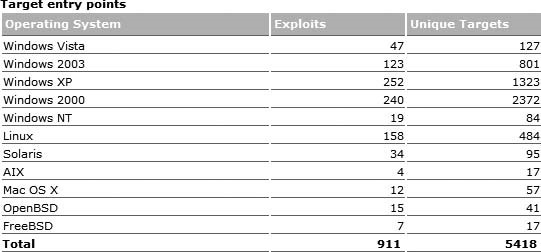 Target entry points
Operating System Exploits Unique Targets
Windows Vista 47 127
Windows 2003 123 801
Windows XP 252 1323
Windows 2000 240 2372
Windows NT 19 84
Linux 158 484
Solaris 34 95
AIX 4 17
Mac OS X 12 57
OpenBSD 15 41
FreeBSD 7 17
Total 911 5418